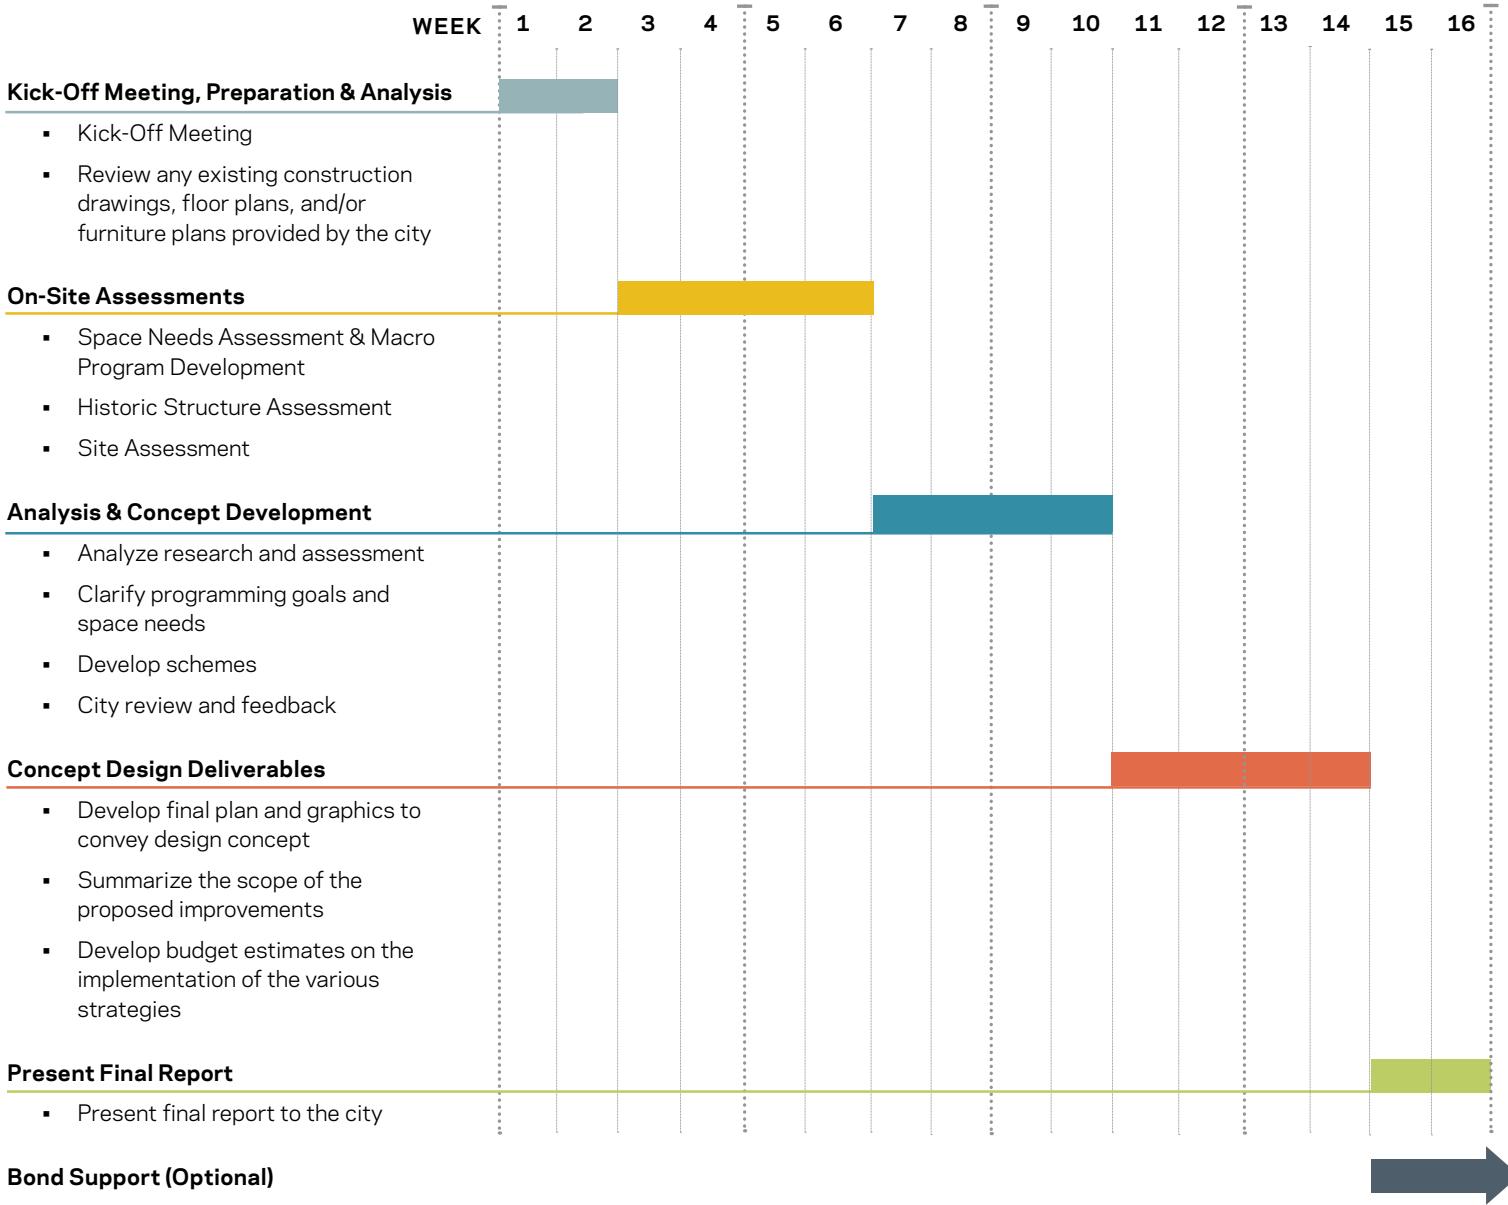 WEEK 1 2 3 4 5 6 7 8 9 10 11 12 13 14 15 16
Kick-Off Meeting, Preparation & Analysis
▪ Kick-Off Meeting
▪ Review any existing construction
drawings, floor plans, and/or
furniture plans provided by the city
On-Site Assessments
▪ Space Needs Assessment & Macro
Program Development
▪ Historic Structure Assessment
▪ Site Assessment
Analysis & Concept Development
▪ Analyze research and assessment
▪ Clarify programming goals and
space needs
▪ Develop schemes
▪ City review and feedback
Concept Design Deliverables
▪ Develop final plan and graphics to
convey design concept
▪ Summarize the scope of the
proposed improvements
▪ Develop budget estimates on the
implementation of the various
strategies
Present Final Report
▪ Present final report to the city
Bond Support (Optional)